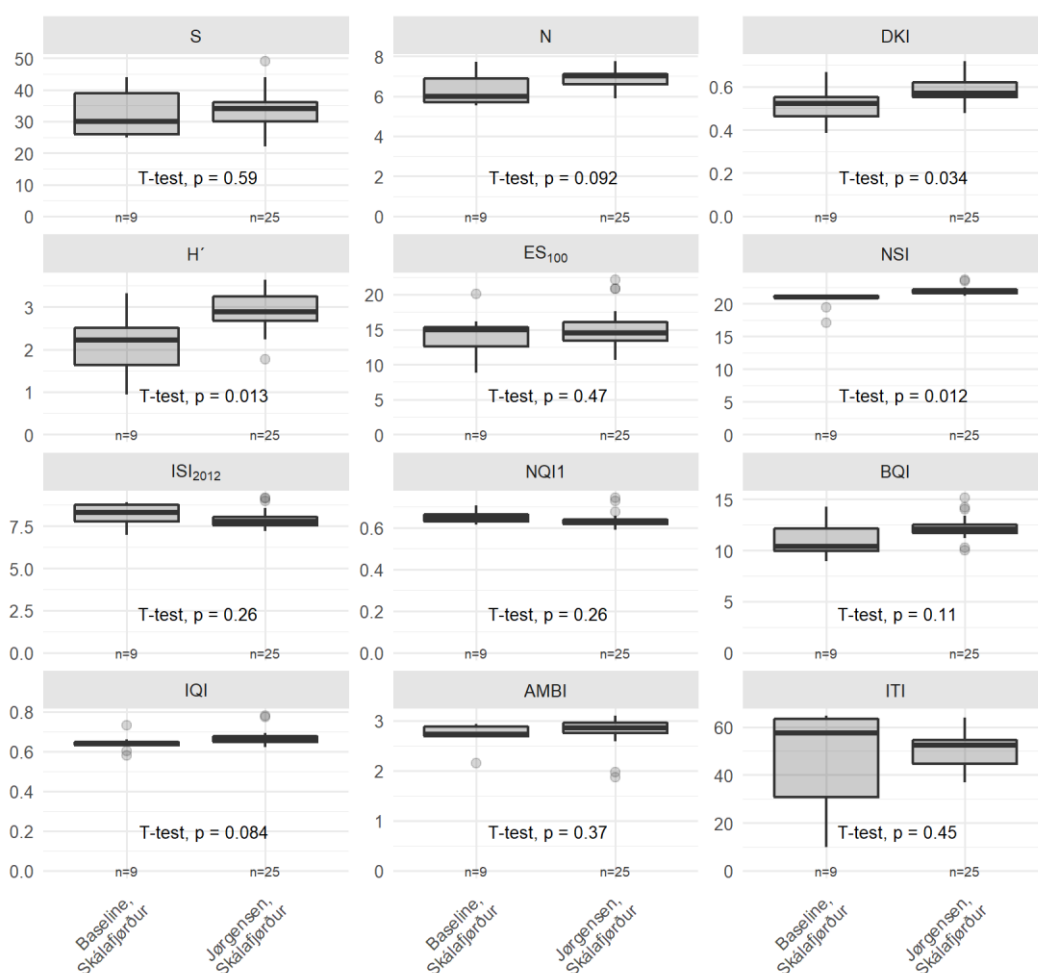 S N DKI
50
40
30
20
10
0
T-test, p = 0.59
n=9 n=25
8
6
4
2
0
T-test, p = 0.092
n=9 n=25
0.6
0.4
0.2
0.0
T-test, p = 0.034
n=9 n=25
H´ ES100 NSI
3
2
1
0
T-test, p = 0.013
n=9 n=25
20
15
10
5
0
T-test, p = 0.47
n=9 n=25
20
15
10
5
0
T-test, p = 0.012
n=9 n=25
ISI2012 NQI1 BQI
7.5
5.0
2.5
0.0
T-test, p = 0.26
n=9 n=25
0.6
0.4
0.2
0.0
T-test, p = 0.26
n=9 n=25
15
10
5
0
T-test, p = 0.11
n=9 n=25
IQI AMBI ITI
0.8
0.6
0.4
0.2
0.0
T-test, p = 0.084
n=9 n=25
3
2
1
0
T-test, p = 0.37
n=9 n=25
60
40
20
0
T-test, p = 0.45
n=9 n=25
Baseline,
Skálafjørður
Jørgensen,
Skálafjørður
Baseline,
Skálafjørður
Jørgensen,
Skálafjørður
Baseline,
Skálafjørður
Jørgensen,
Skálafjørður